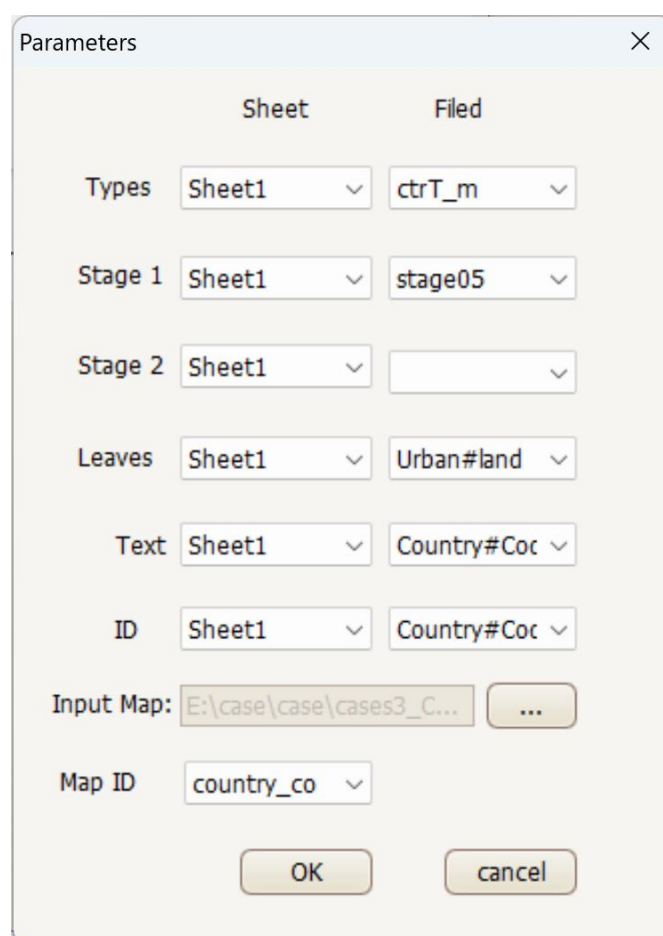 Parameters
Sheet Filed
Types Sheet1 ctrT_m
Stage 1 Sheet1 stage05
Stage 2 Sheet1
Leaves Sheet1 Urban#land
Text Sheet1 Country#Coc
ID Sheet1 Country#Coc
Input Map: E:\case\case\cases3_C... ...
Map ID country_co
OK cancel